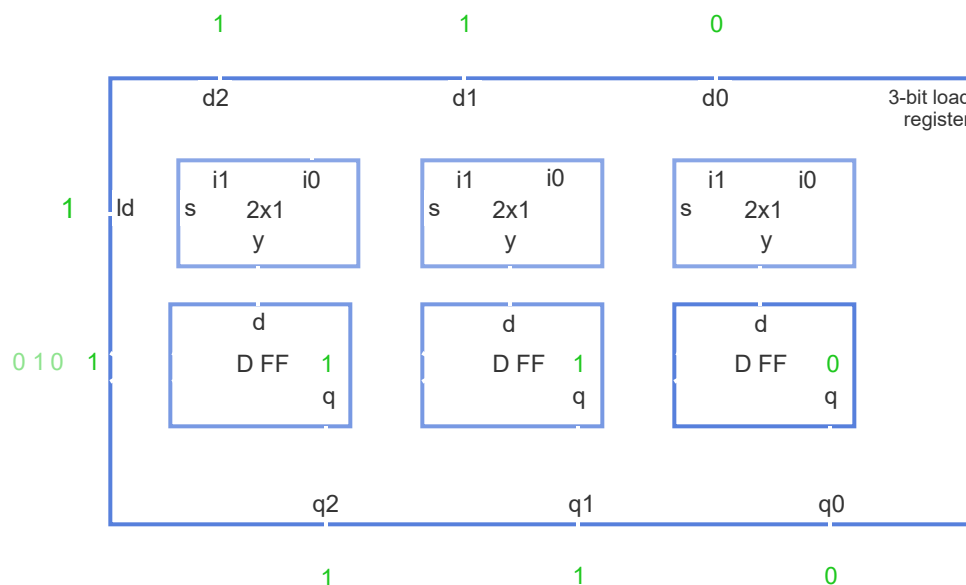 1 1 0
d2 d1 d0 3-bit load
register
i1 i0 i1 i0 i1 i0
1 ld s 2x1 s 2x1 s 2x1
y y y
d d d
0 1 0 1 D FF 1 D FF 1 D FF 0
q q q
q2 q1 q0
1 1 0